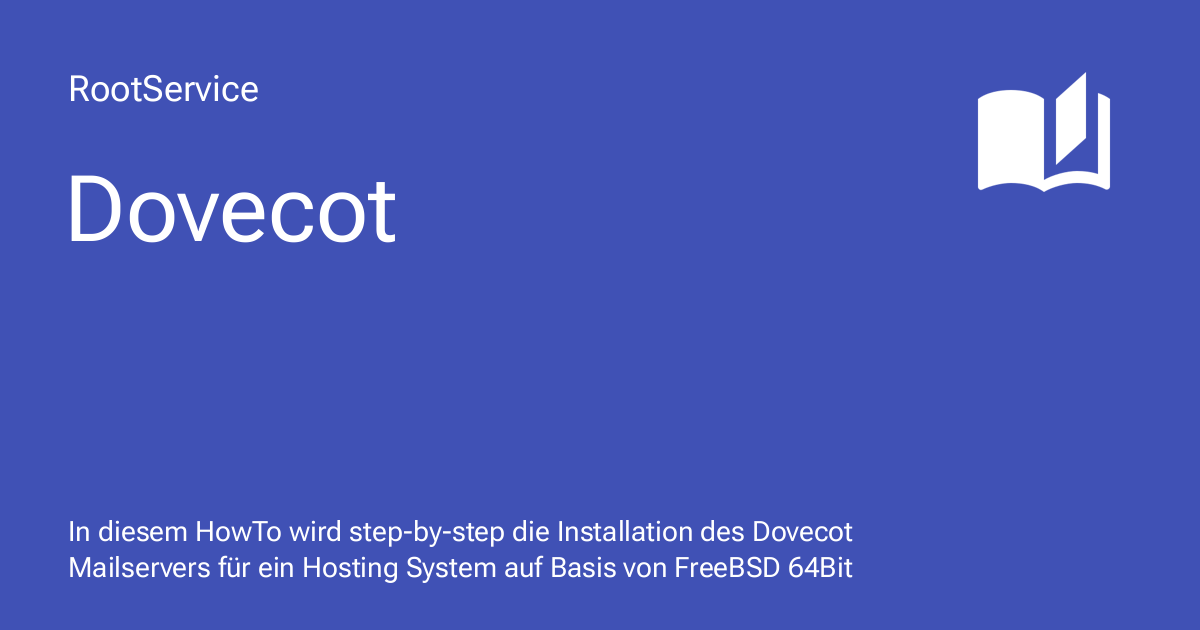 RootService
Dovecot
In diesem HowTo wird step-by-step die Installation des Dovecot
Mailservers für ein Hosting System auf Basis von FreeBSD 64Bit